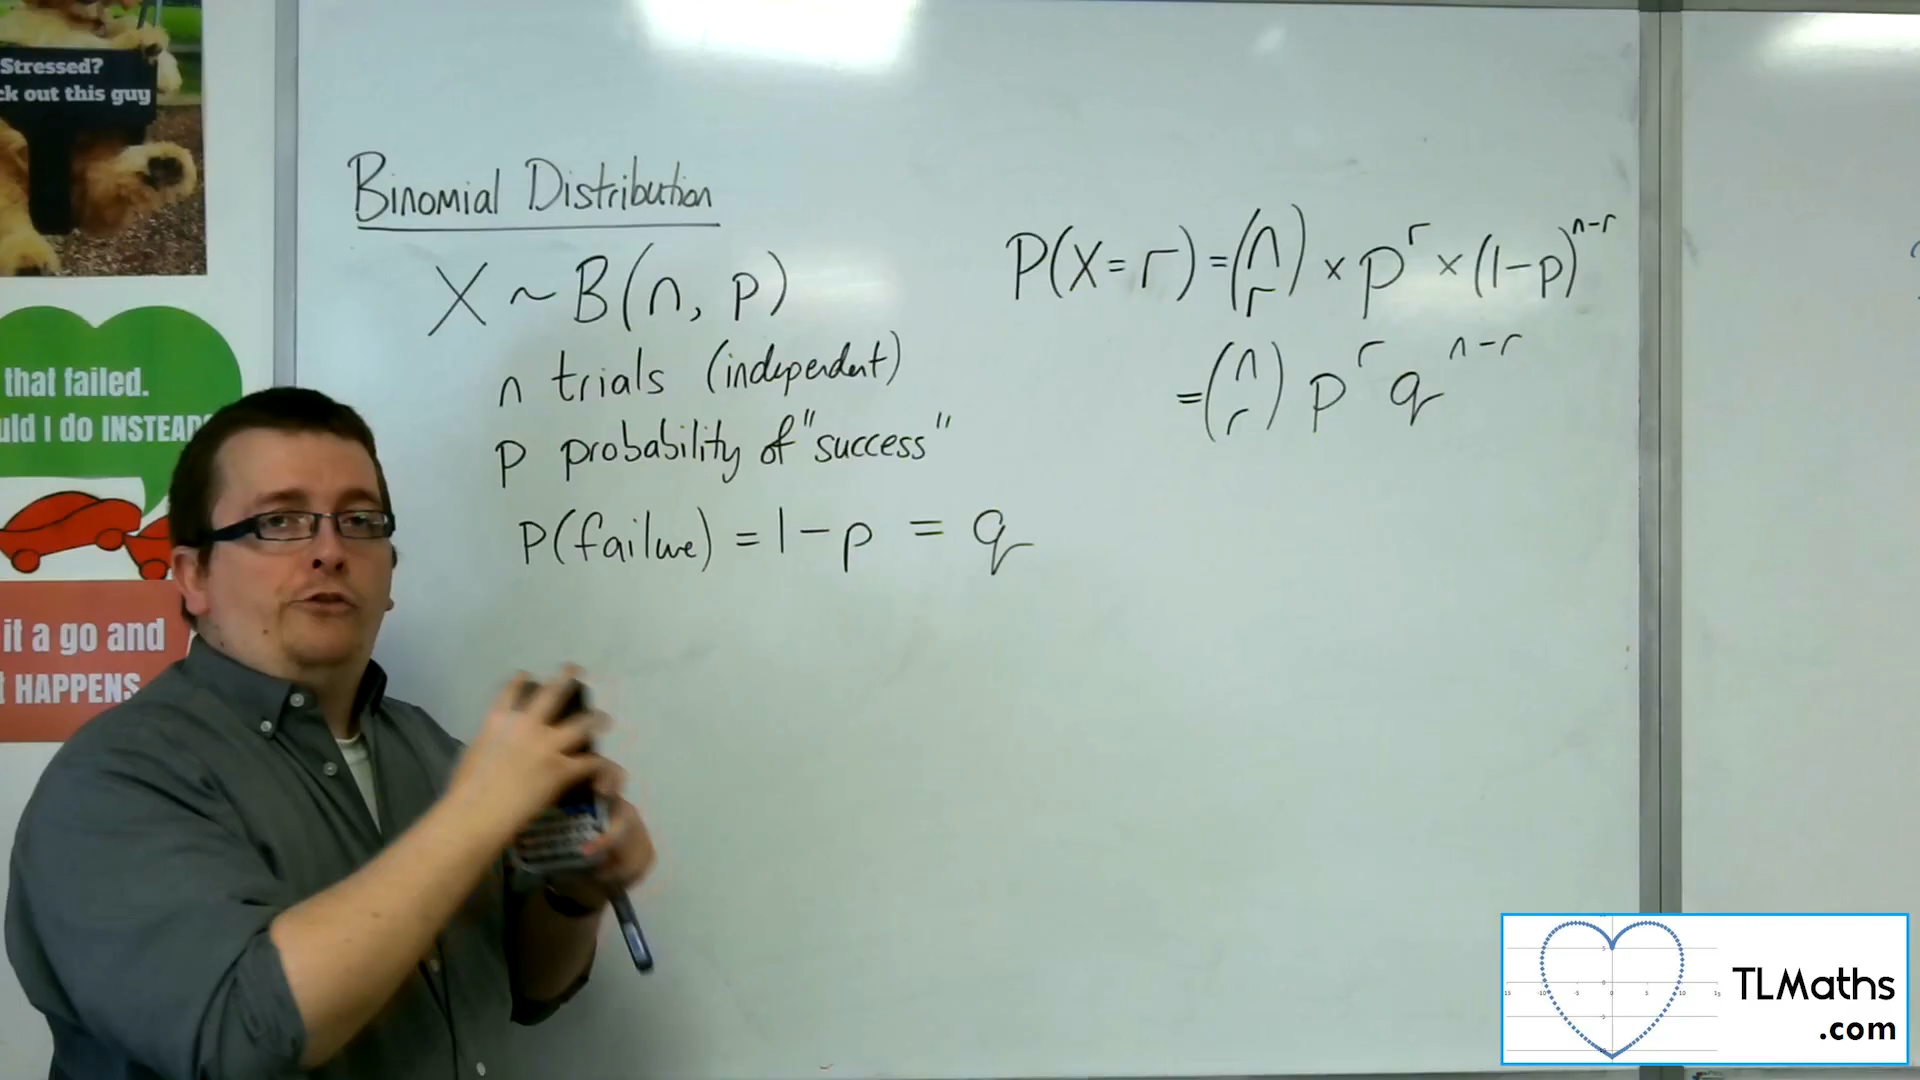 Stressed?
ck out this guy
that failed.
uld I do INSTEAD
it a go and
HAPPENS
Binomial Distribution
X ~ B(n, p)
n trials (independent)
p probability of "success"
P(failure) = 1 - p = q
P(X = r) = (n r) × p^r × (1-p)^n-r
= (n r) p^r q^n-r
TLMaths
.com